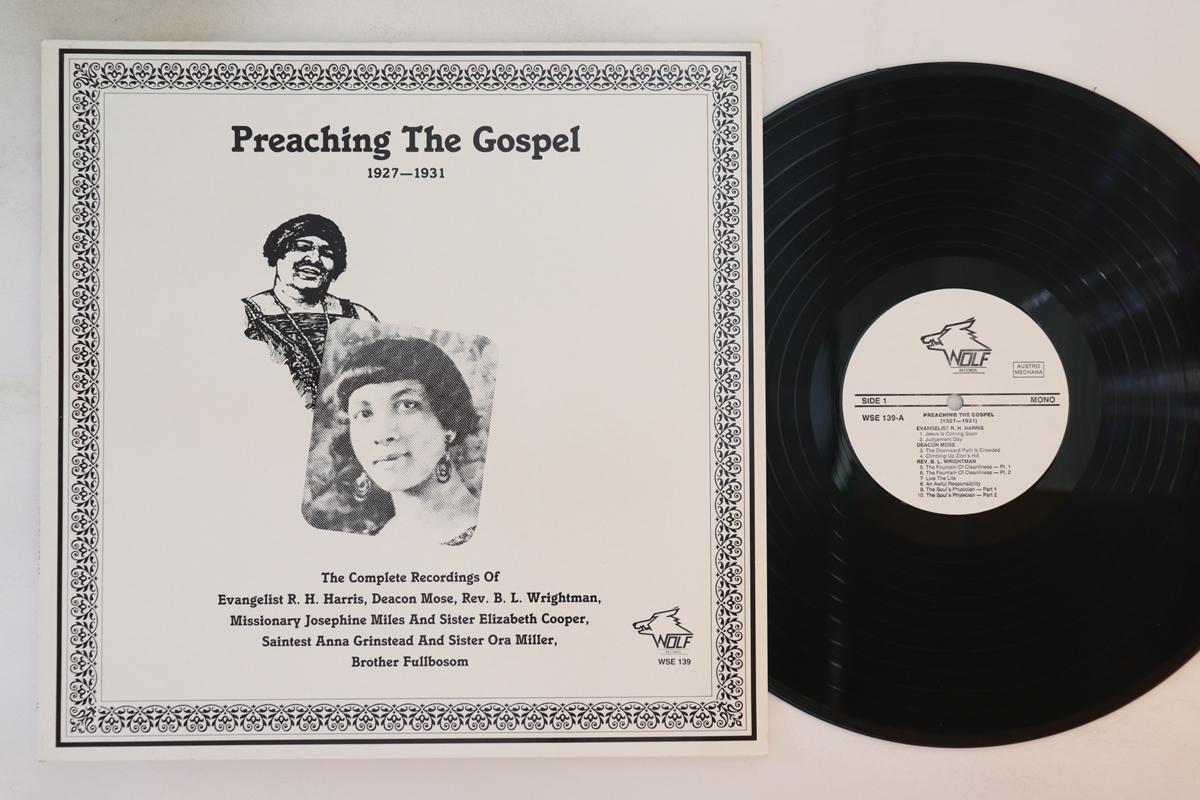 Preaching The Gospel
1927—1931
The Complete Recordings Of
Evangelist R. H. Harris, Deacon Mose, Rev. B. L. Wrightman,
Missionary Josephine Miles And Sister Elizabeth Cooper,
Saintest Anna Grinstead And Sister Ora Miller,
Brother Fullbosom
WOLF
RECORDS
WSE 139
WOLF
RECORDS
AUSTRO
MECHANA
SIDE 1
MONO
WSE 139-A
PREACHING THE GOSPEL
(1927—1931)
EVANGELIST R. H. HARRIS
1. Jesus Is Coming Soon
2. Judgement Day
DEACON MOSE
3. The Downward Path Is Crowded
4. Climbing Up Zion's Hill
REV. B. L. WRIGHTMAN
5. The Fountain Of Cleanliness — Pt. 1
6. The Fountain Of Cleanliness — Pt. 2
7. Live The Life
8. An Awful Responsibility
9. The Soul's Physician — Part 1
10. The Soul's Physician — Part 2